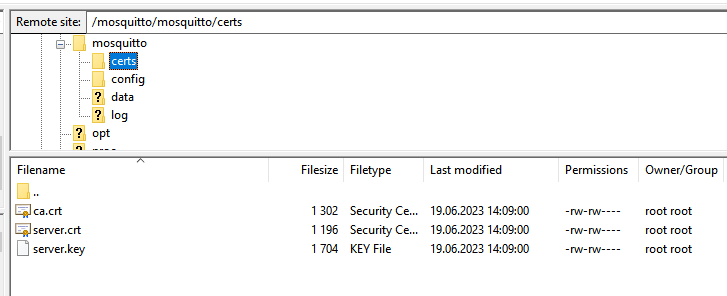 Remote site: /mosquitto/mosquitto/certs
mosquitto
certs
config
? data
? log
? opt
Filename Filesize Filetype Last modified Permissions Owner/Group
..
ca.crt 1 302 Security Ce... 19.06.2023 14:09:00 -rw-rw---- root root
server.crt 1 196 Security Ce... 19.06.2023 14:09:00 -rw-rw---- root root
server.key 1 704 KEY File 19.06.2023 14:09:00 -rw-rw---- root root